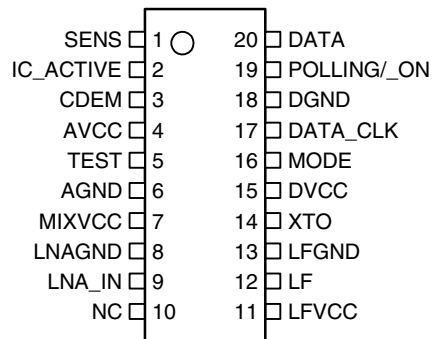 SENS 1 20 DATA
IC_ACTIVE 2 19 POLLING/_ON
CDEM 3 18 DGND
AVCC 4 17 DATA_CLK
TEST 5 16 MODE
AGND 6 15 DVCC
MIXVCC 7 14 XTO
LNAGND 8 13 LFGND
LNA_IN 9 12 LF
NC 10 11 LFVCC